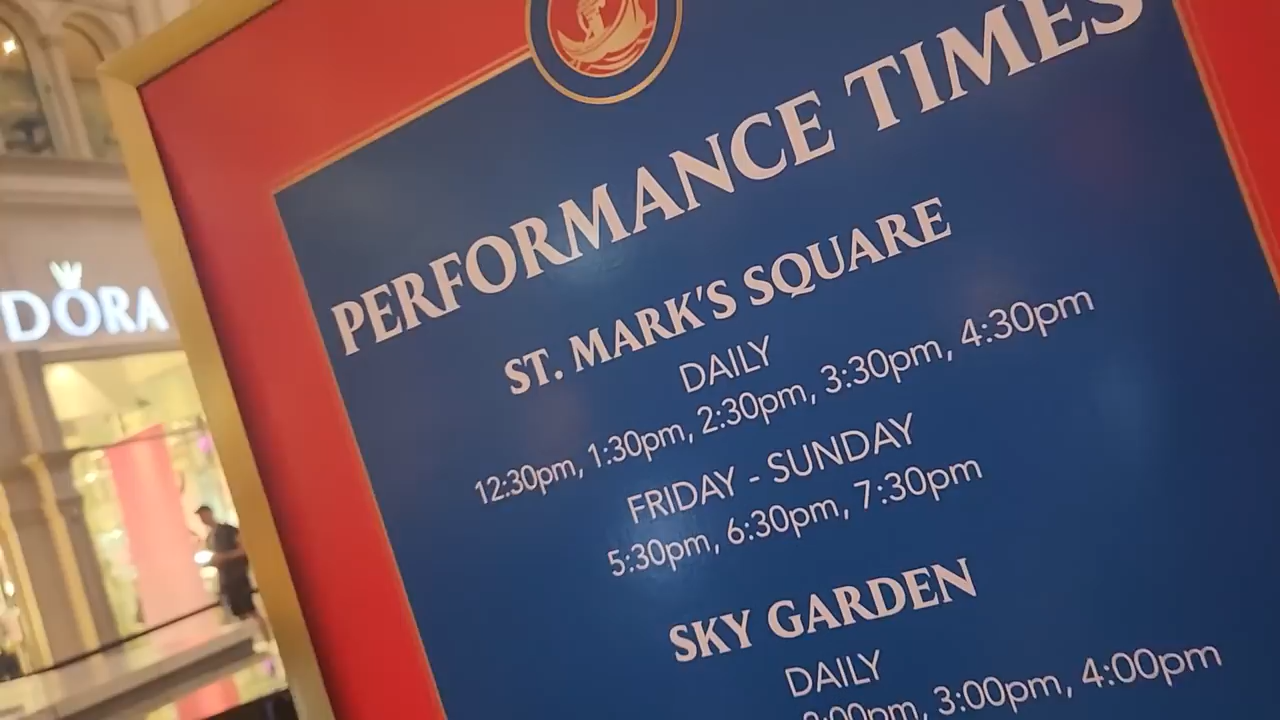 DORA
PERFORMANCE TIMES
ST. MARK'S SQUARE
DAILY
12:30pm, 1:30pm, 2:30pm, 3:30pm, 4:30pm
FRIDAY - SUNDAY
5:30pm, 6:30pm, 7:30pm
SKY GARDEN
DAILY
3:00pm, 4:00pm